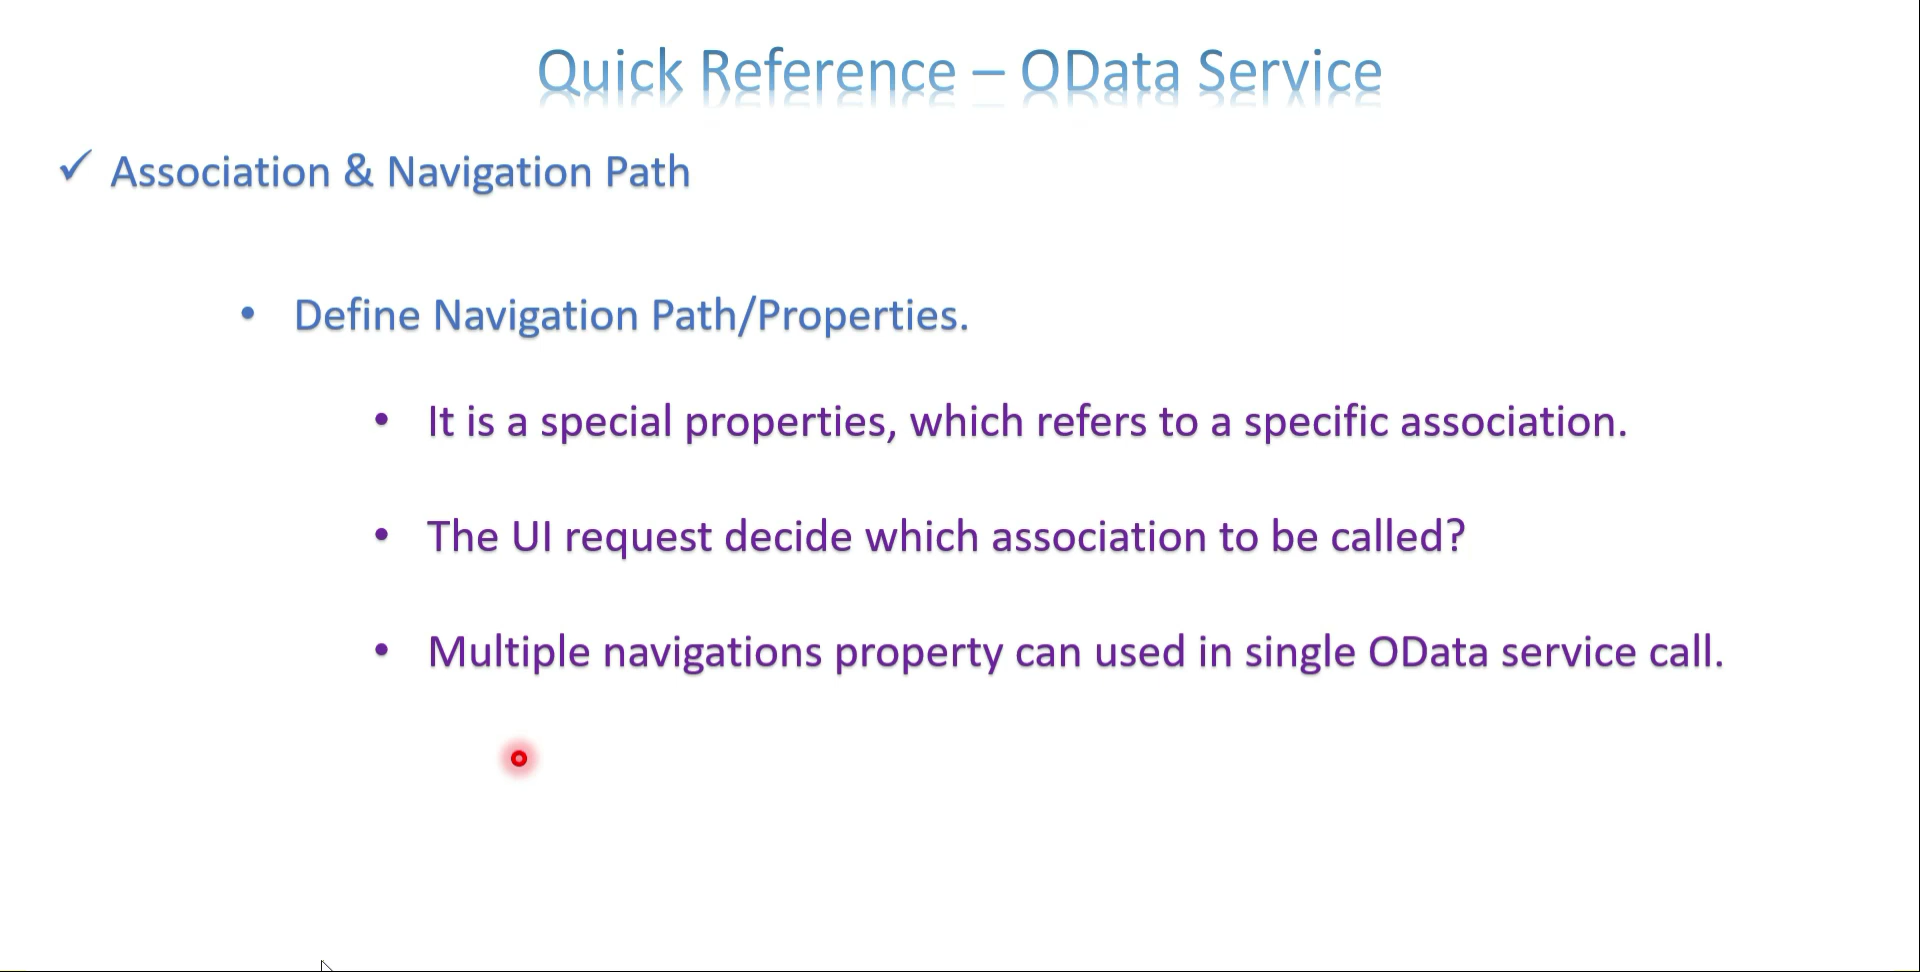 Quick Reference – OData Service
✓ Association & Navigation Path
• Define Navigation Path/Properties.
• It is a special properties, which refers to a specific association.
• The UI request decide which association to be called?
• Multiple navigations property can used in single OData service call.